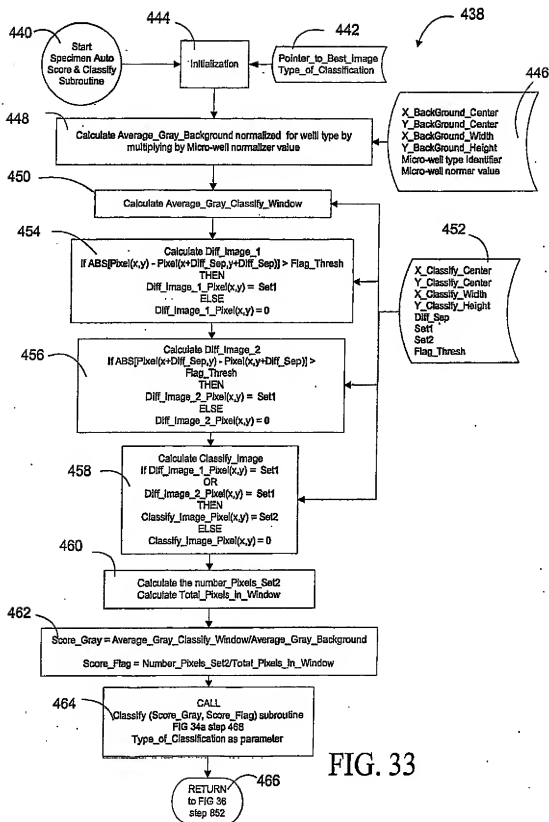 440
Start
Specimen Auto
Score & Classify
Subroutine
444
Initialization
442
Pointer_to_Best_Image
Type_of_Classification
438
446
X_BackGround_Center
Y_BackGround_Center
X_BackGround_Width
Y_BackGround_Height
Micro-well type Identifier
Micro-well normer value
448
Calculate Average_Gray_Background normalized for well type by
multiplying by Micro-well normalizer value
450
Calculate Average_Gray_Classify_Window
452
X_Classify_Center
Y_Classify_Center
X_Classify_Width
Y_Classify_Height
Diff_Sep
Set1
Set2
Flag_Thresh
454
Calculate Diff_Image_1
If ABS[Pixel(x,y) - Pixel(x+Diff_Sep,y+Diff_Sep)] > Flag_Thresh
THEN
Diff_Image_1_Pixel(x,y) = Set1
ELSE
Diff_Image_1_Pixel(x,y) = 0
456
Calculate Diff_Image_2
If ABS[Pixel(x+Diff_Sep,y) - Pixel(x,y+Diff_Sep)] >
Flag_Thresh
THEN
Diff_Image_2_Pixel(x,y) = Set1
ELSE
Diff_Image_2_Pixel(x,y) = 0
458
Calculate Classify_Image
If Diff_Image_1_Pixel(x,y) = Set1
OR
Diff_Image_2_Pixel(x,y) = Set1
THEN
Classify_Image_Pixel(x,y) = Set2
ELSE
Classify_Image_Pixel(x,y) = 0
460
Calculate the number_Pixels_Set2
Calculate Total_Pixels_in_Window
462
Score_Gray = Average_Gray_Classify_Window/Average_Gray_Background
Score_Flag = Number_Pixels_Set2/Total_Pixels_In_Window
464
CALL
Classify (Score_Gray, Score_Flag) subroutine
FIG 34a step 468
Type_of_Classification as parameter
466
RETURN
to FIG 36
step 852
FIG. 33